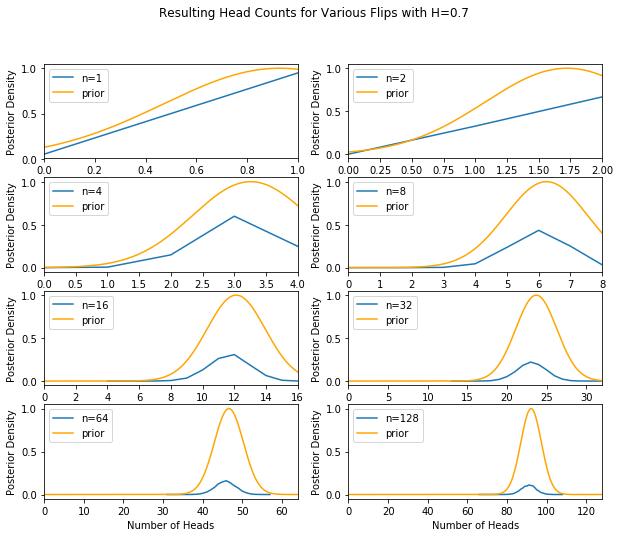 Resulting Head Counts for Various Flips with H=0.7
Posterior Density
1.0
0.5
0.0
n=1
prior
0.0 0.2 0.4 0.6 0.8 1.0
Posterior Density
1.0
0.5
0.0
n=2
prior
0.00 0.25 0.50 0.75 1.00 1.25 1.50 1.75 2.00
Posterior Density
1.0
0.5
0.0
n=4
prior
0.0 0.5 1.0 1.5 2.0 2.5 3.0 3.5 4.0
Posterior Density
1.0
0.5
0.0
n=8
prior
0 1 2 3 4 5 6 7 8
Posterior Density
1.0
0.5
0.0
n=16
prior
0 2 4 6 8 10 12 14 16
Posterior Density
1.0
0.5
0.0
n=32
prior
0 5 10 15 20 25 30
Posterior Density
1.0
0.5
0.0
n=64
prior
0 10 20 30 40 50 60
Number of Heads
Posterior Density
1.0
0.5
0.0
n=128
prior
0 20 40 60 80 100 120
Number of Heads